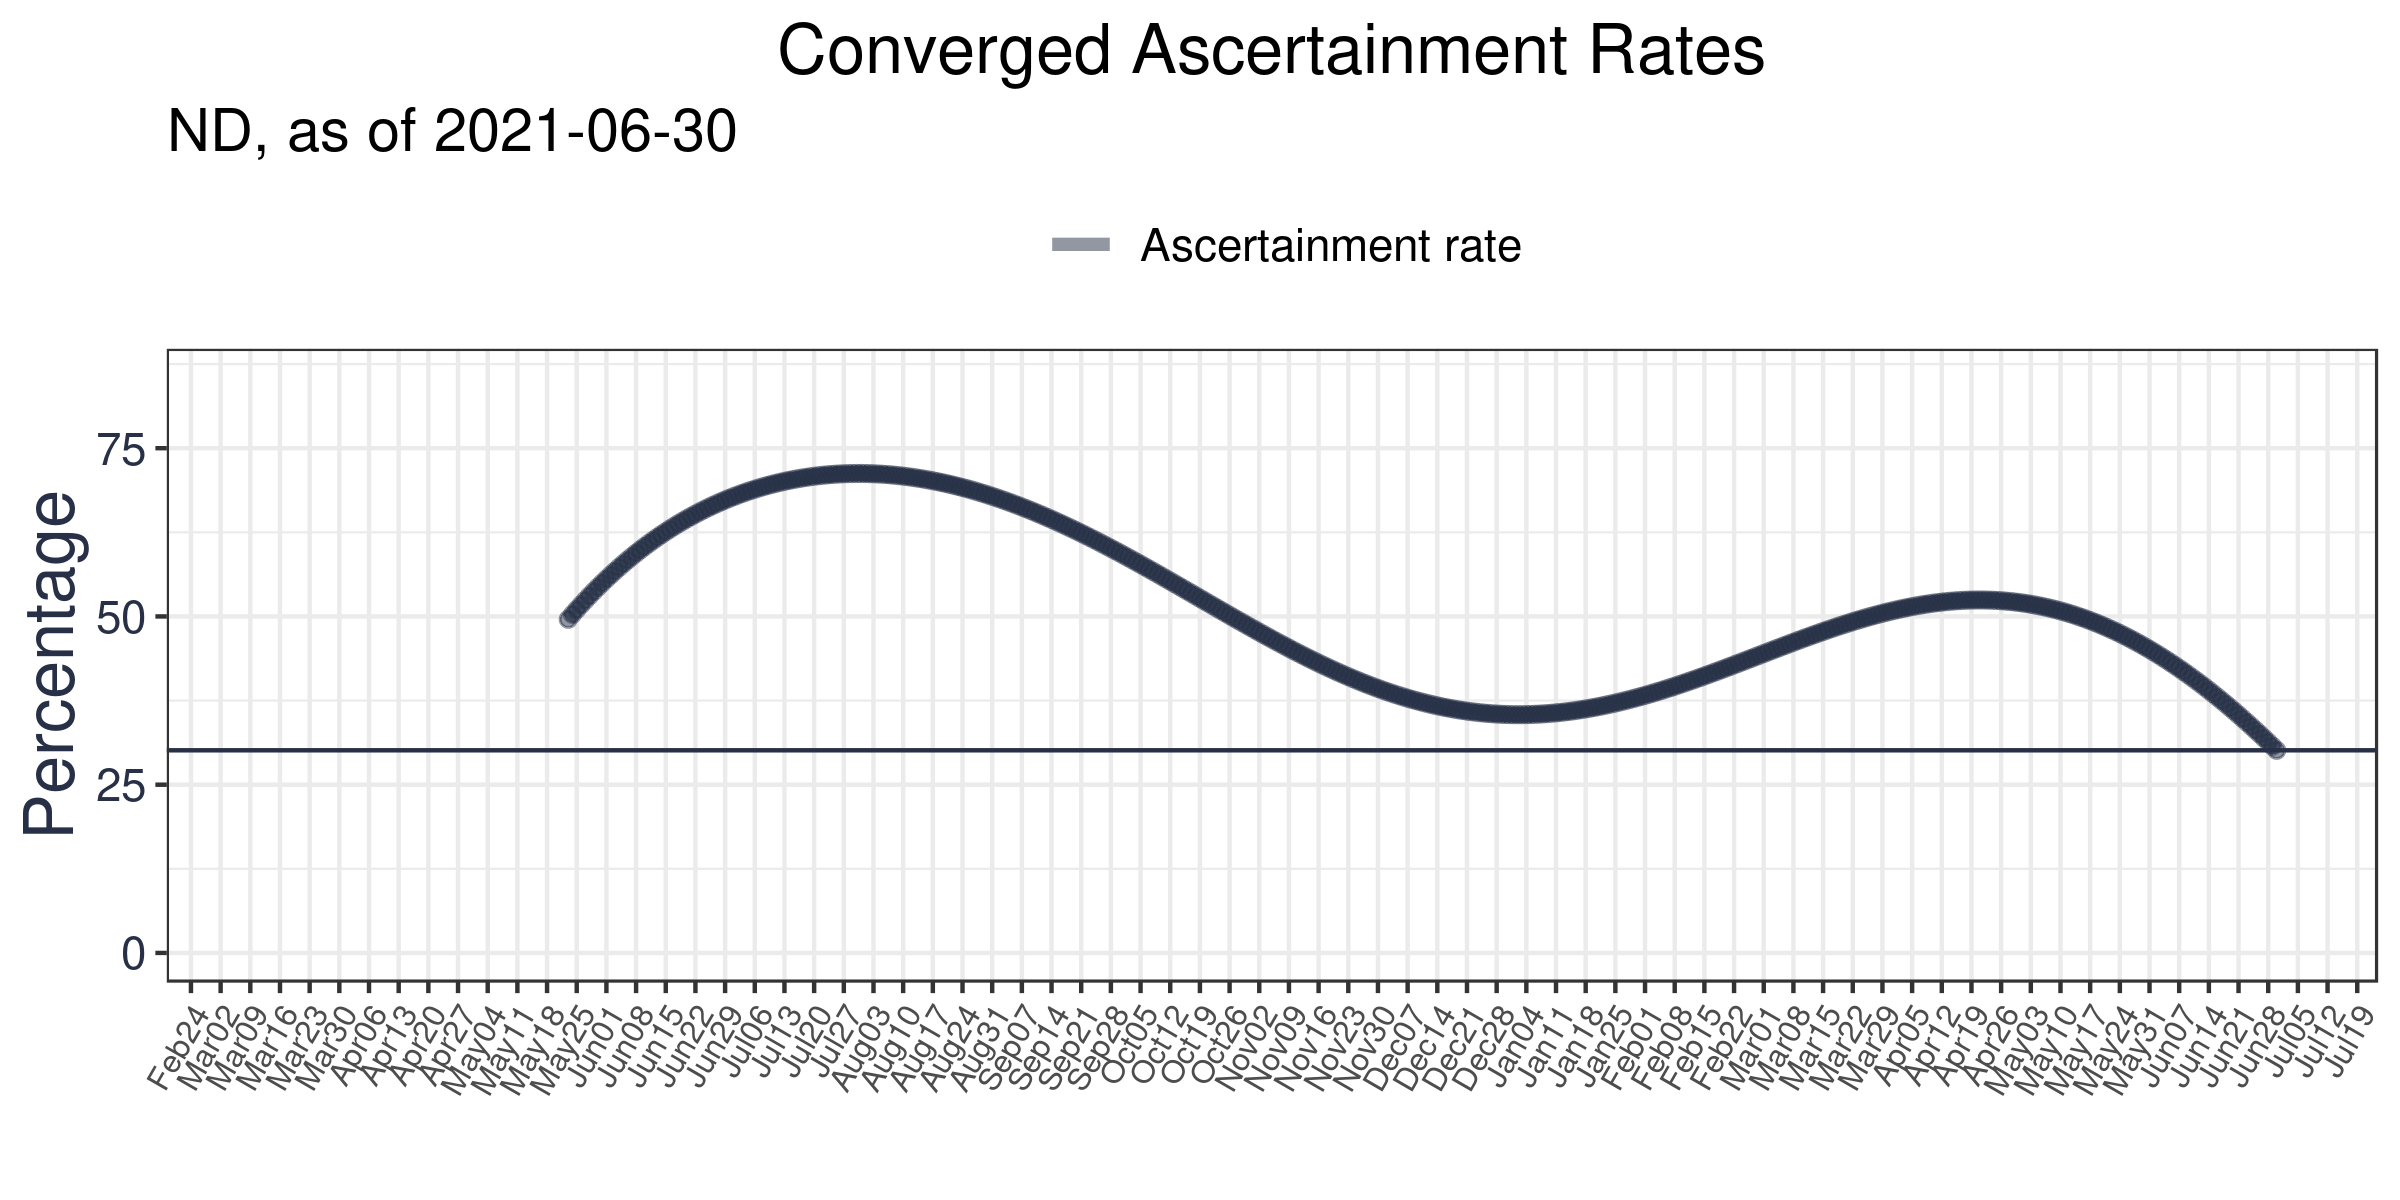 Converged Ascertainment Rates
ND, as of 2021-06-30
Ascertainment rate
Percentage
75
50
25
0
Feb24 Mar02 Mar09 Mar16 Mar23 Mar30 Apr06 Apr13 Apr20 Apr27 May04 May11 May18 May25 Jun01 Jun08 Jun15 Jun22 Jun29 Jul06 Jul13 Jul20 Jul27 Aug03 Aug10 Aug17 Aug24 Aug31 Sep07 Sep14 Sep21 Sep28 Oct05 Oct12 Oct19 Oct26 Nov02 Nov09 Nov16 Nov23 Nov30 Dec07 Dec14 Dec21 Dec28 Jan04 Jan11 Jan18 Jan25 Feb01 Feb08 Feb15 Feb22 Mar01 Mar08 Mar15 Mar22 Mar29 Apr05 Apr12 Apr19 Apr26 May03 May10 May17 May24 May31 Jun07 Jun14 Jun21 Jun28 Jul05 Jul12 Jul19